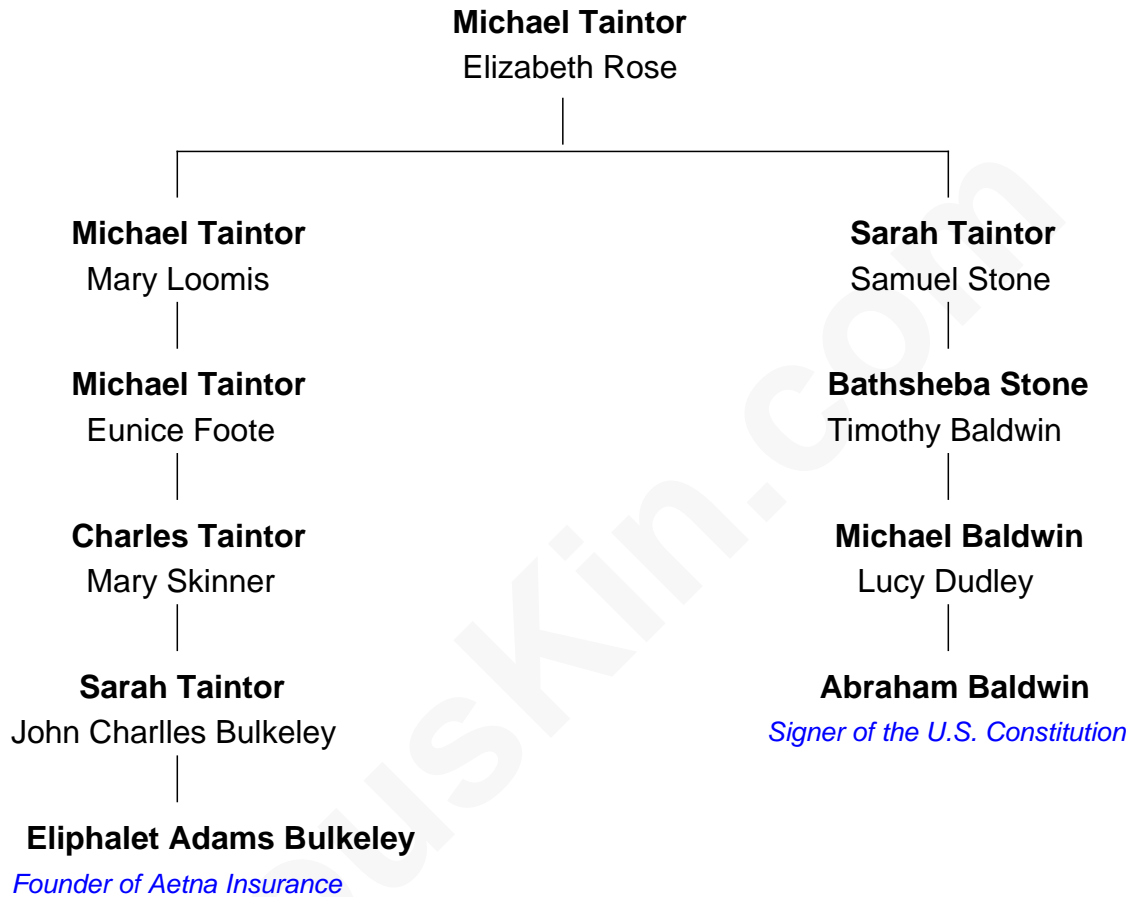 Michael Taintor
Elizabeth Rose
Michael Taintor
Mary Loomis
Sarah Taintor
Samuel Stone
Michael Taintor
Eunice Foote
Bathsheba Stone
Timothy Baldwin
Charles Taintor
Mary Skinner
Michael Baldwin
Lucy Dudley
Sarah Taintor
John Charlles Bulkeley
Abraham Baldwin
Signer of the U.S. Constitution
Eliphalet Adams Bulkeley
Founder of Aetna Insurance
usKin.com